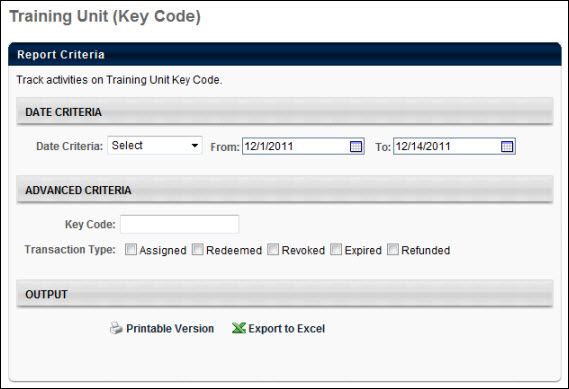 Training Unit (Key Code)
Report Criteria
Track activities on Training Unit Key Code.
DATE CRITERIA
Date Criteria: Select From: 12/1/2011 To: 12/14/2011
ADVANCED CRITERIA
Key Code:
Transaction Type: Assigned Redeemed Revoked Expired Refunded
OUTPUT
Printable Version Export to Excel